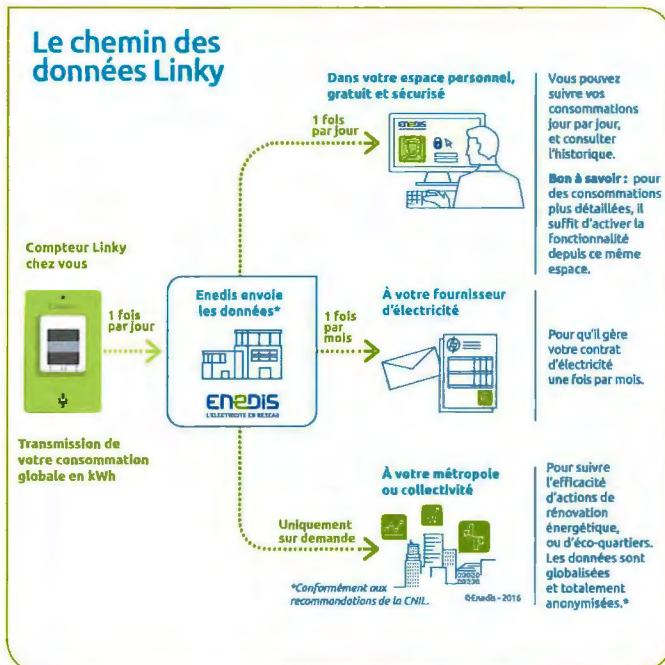 Le chemin des
données Linky
Dans votre espace personnel,
gratuit et sécurisé
1 fois
par jour
ENEDIS
Vous pouvez
suivre vos
consommations
jour par jour,
et consulter
l'historique.
Bon à savoir : pour
des consommations
plus détaillées, il
suffit d'activer la
fonctionnalité
depuis ce même
espace.
Compteur Linky
chez vous
1 fois
par jour
Transmission de
votre consommation
globale en kWh
Enedis envoie
les données*
ENEDIS
L'ELECTRICITE EN RESEAU
1 fois
par
mois
À votre fournisseur
d'électricité
Pour qu'il gère
votre contrat
d'électricité
une fois par mois.
Uniquement
sur demande
À votre métropole
ou collectivité
Pour suivre
l'efficacité
d'actions de
rénovation
énergétique,
ou d'éco-quartiers.
Les données sont
globalisées
et totalement
anonymisées.*
*Conformément aux
recommandations de la CNIL.
©Enedis - 2016